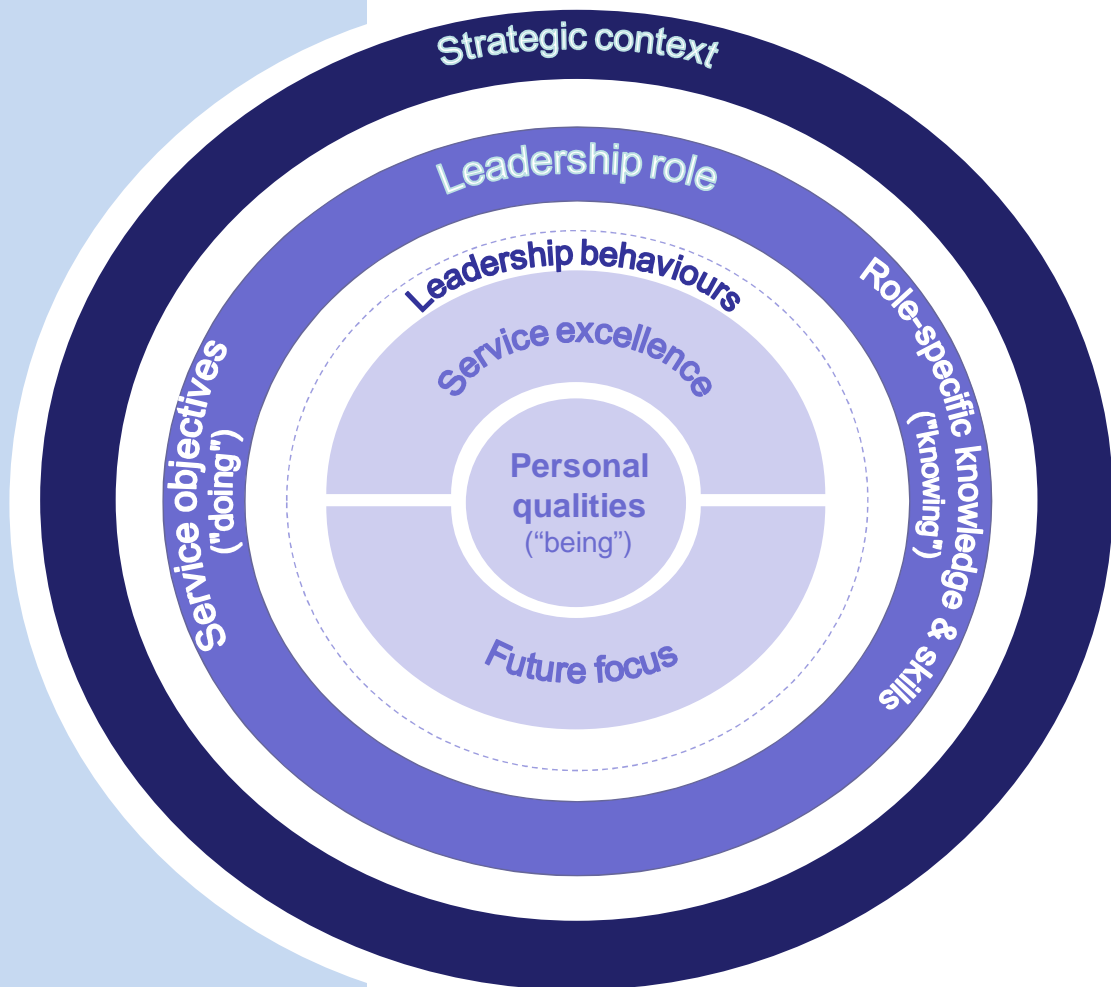 Strategic context
Leadership role
Leadership behaviours
Service excellence
Service objectives
("doing")
Personal
qualities
(“being”)
Role-specific knowledge & skills
("knowing")
Future focus